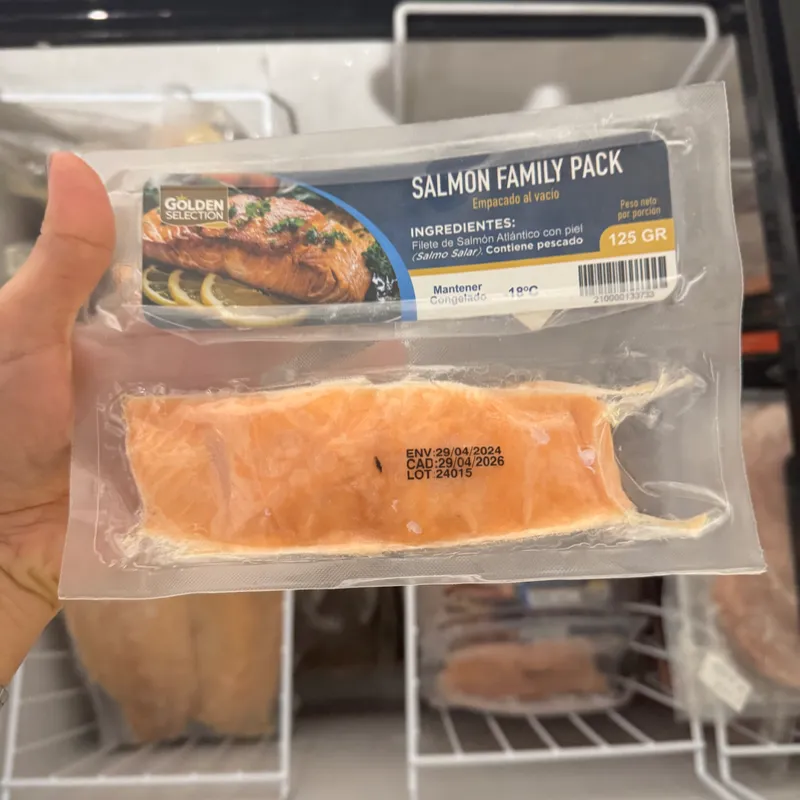 GOLDEN
SELECTION
SALMON FAMILY PACK
Empacado al vacío
INGREDIENTES:
Filete de Salmón Atlántico con piel
(Salmo Salar). Contiene pescado
Peso neto
por porción
125 GR
Mantener
Congelado -18°C
210000133733
ENV:29/04/2024
CAD:29/04/2026
LOT 24015